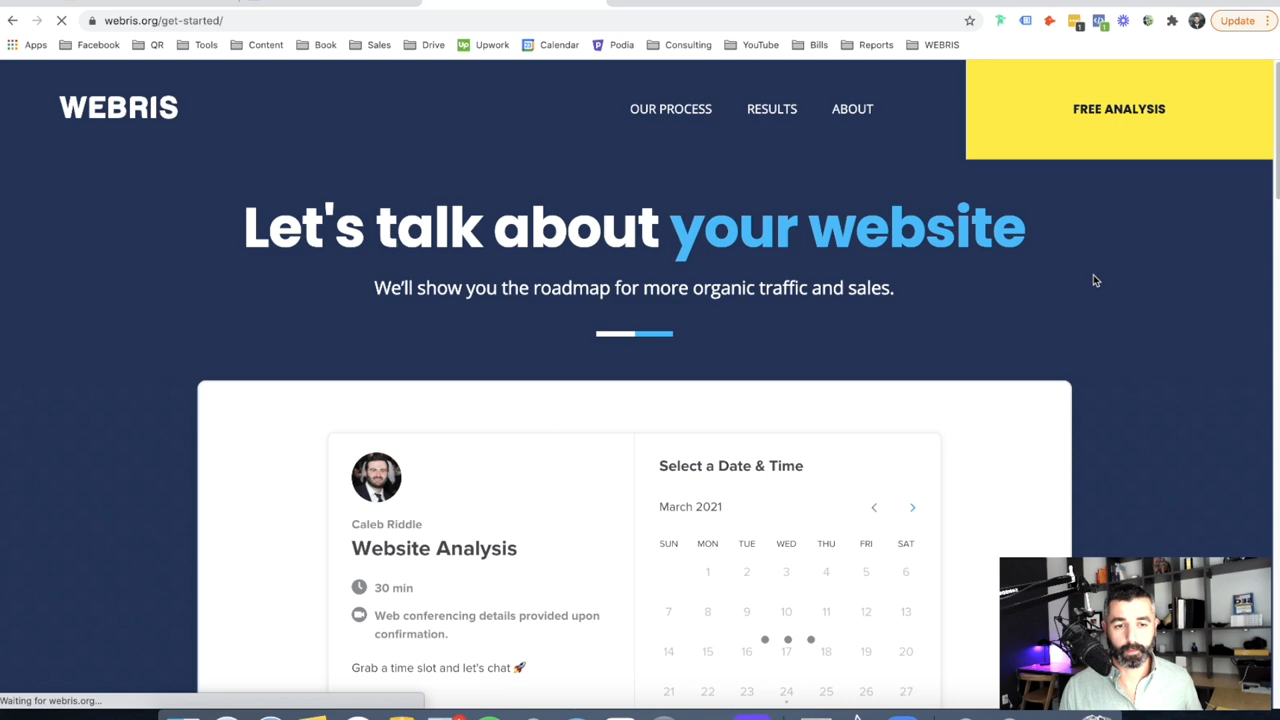 webris.org/get-started/
Update
Apps Facebook QR Tools Content Book Sales Drive Upwork Calendar Podia Consulting YouTube Bills Reports WEBRIS
WEBRIS
OUR PROCESS RESULTS ABOUT
FREE ANALYSIS
Let's talk about your website
We'll show you the roadmap for more organic traffic and sales.
Caleb Riddle
Website Analysis
30 min
Web conferencing details provided upon
confirmation.
Grab a time slot and let's chat 🚀
Select a Date & Time
March 2021
SUN MON TUE WED THU FRI SAT
1 2 3 4 5 6
7 8 9 10 11 12 13
14 15 16 17 18 19 20
21 22 23 24 25 26 27
Waiting for webris.org...